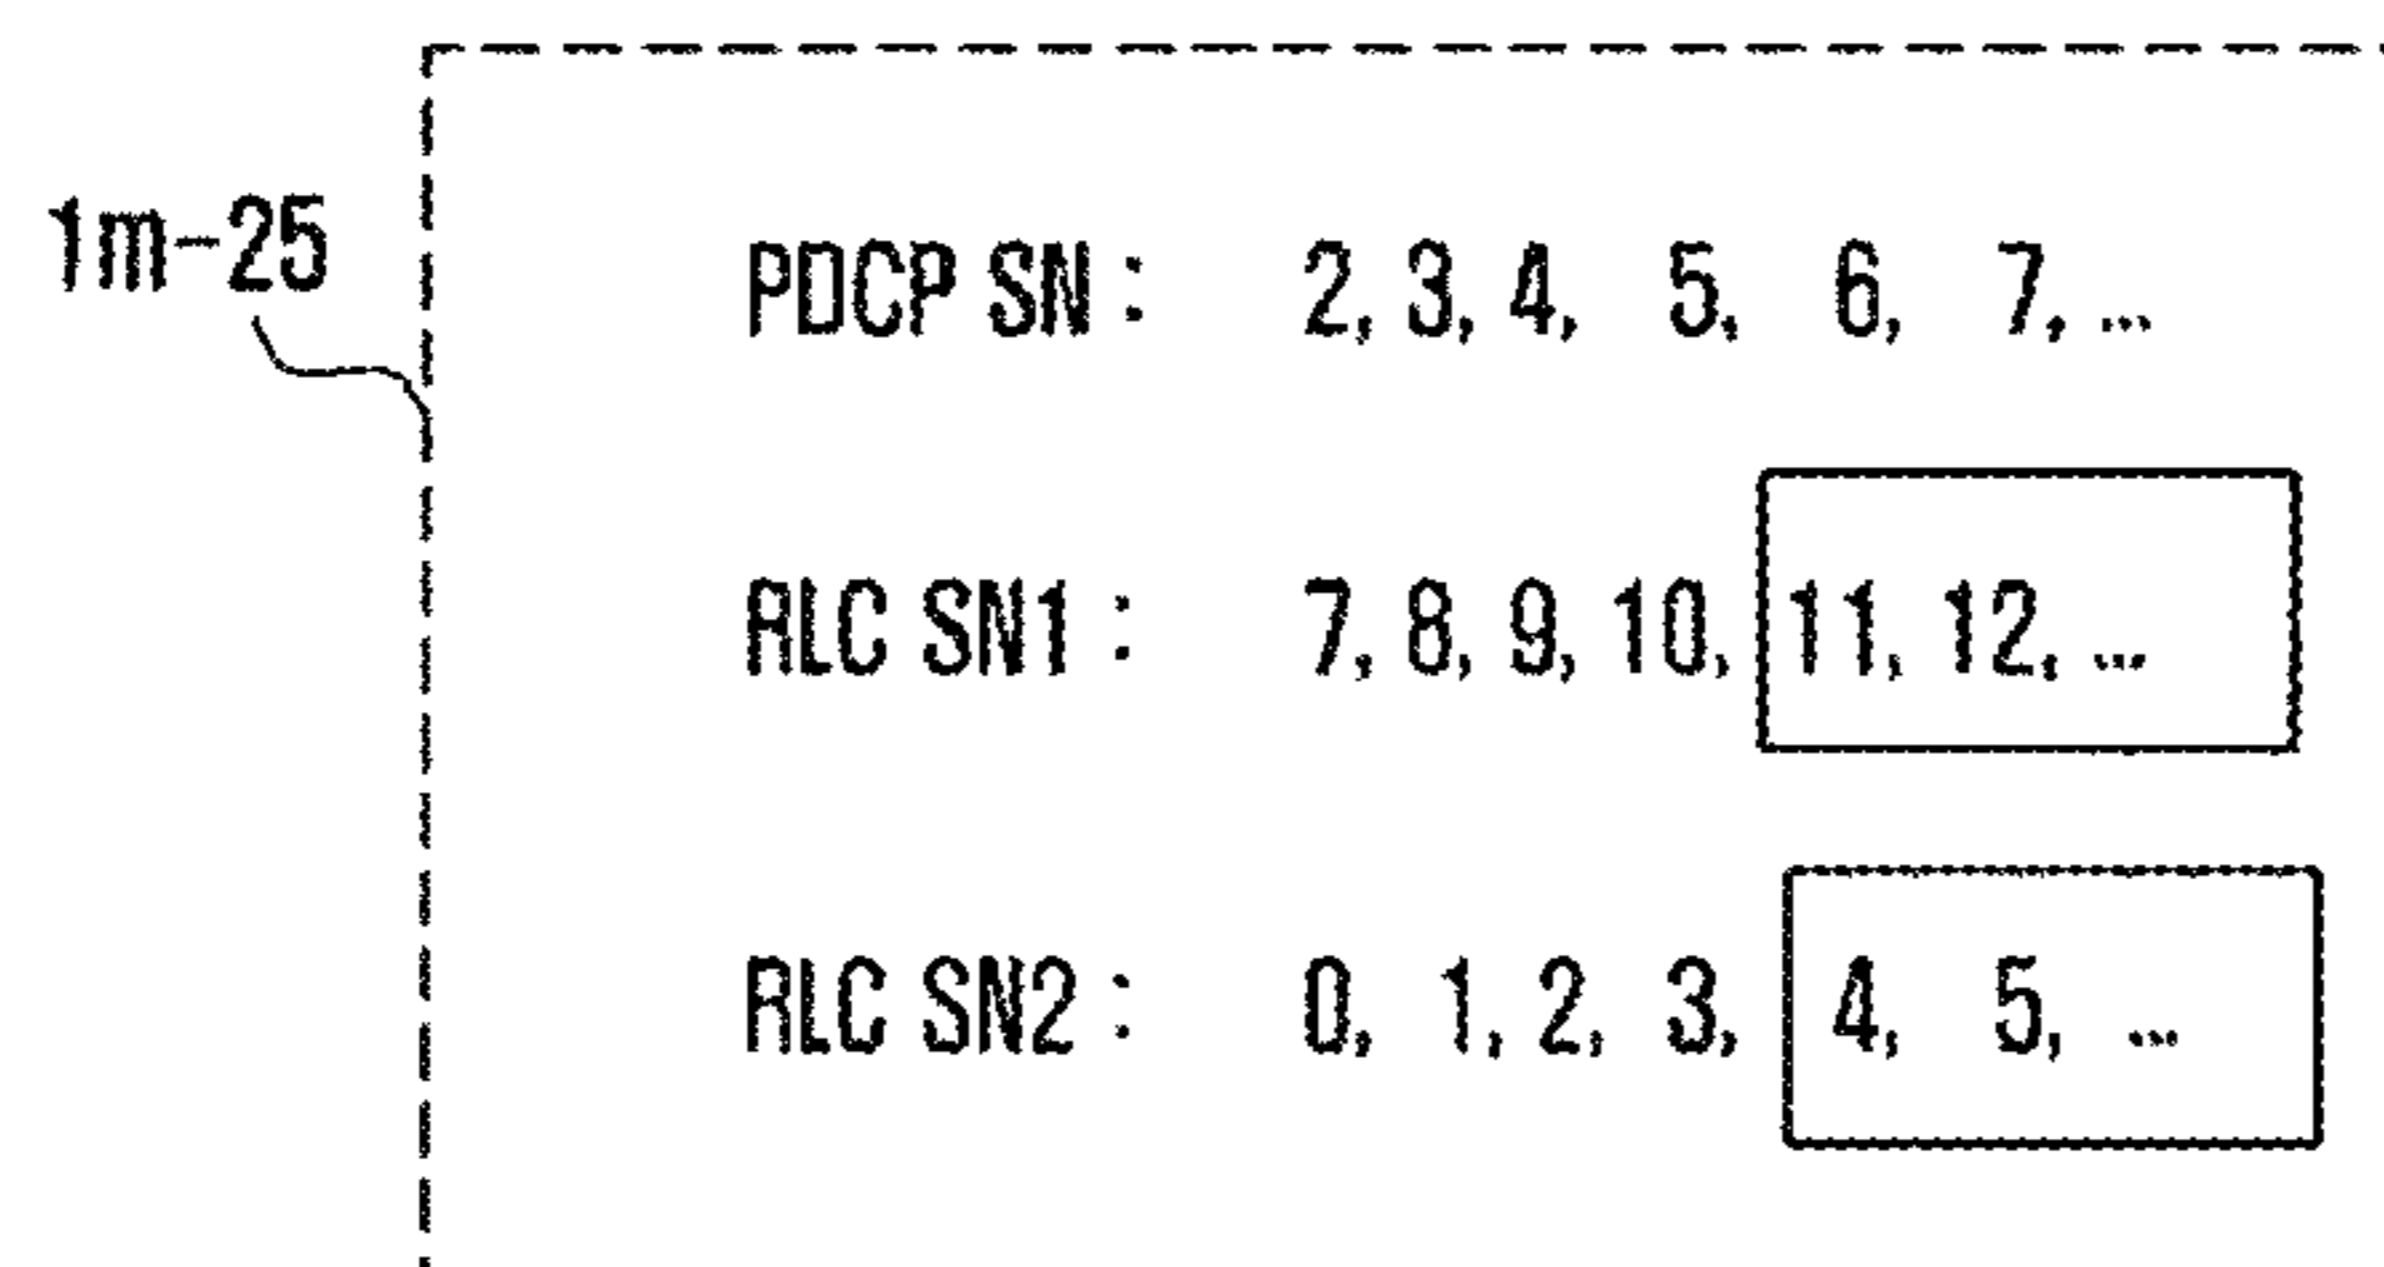 1m-25
PDCP SN : 2, 3, 4, 5, 6, 7, ...
RLC SN1 : 7, 8, 9, 10, 11, 12, ...
RLC SN2 : 0, 1, 2, 3, 4, 5, ...